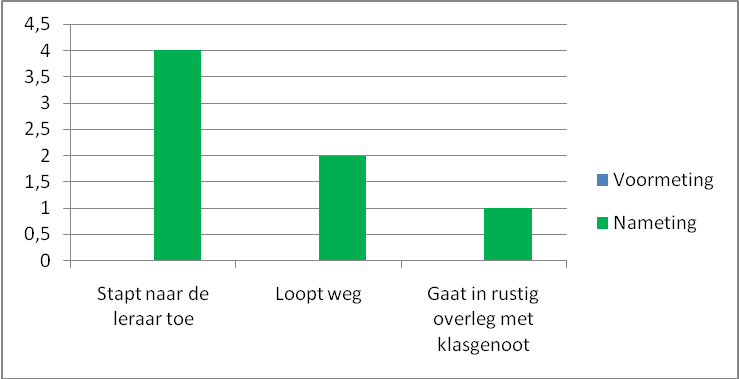 4,5
4
3,5
3
2,5
2
1,5
1
0,5
0
Stapt naar de
leraar toe
Loopt weg
Gaat in rustig
overleg met
klasgenoot
Voormeting
Nameting